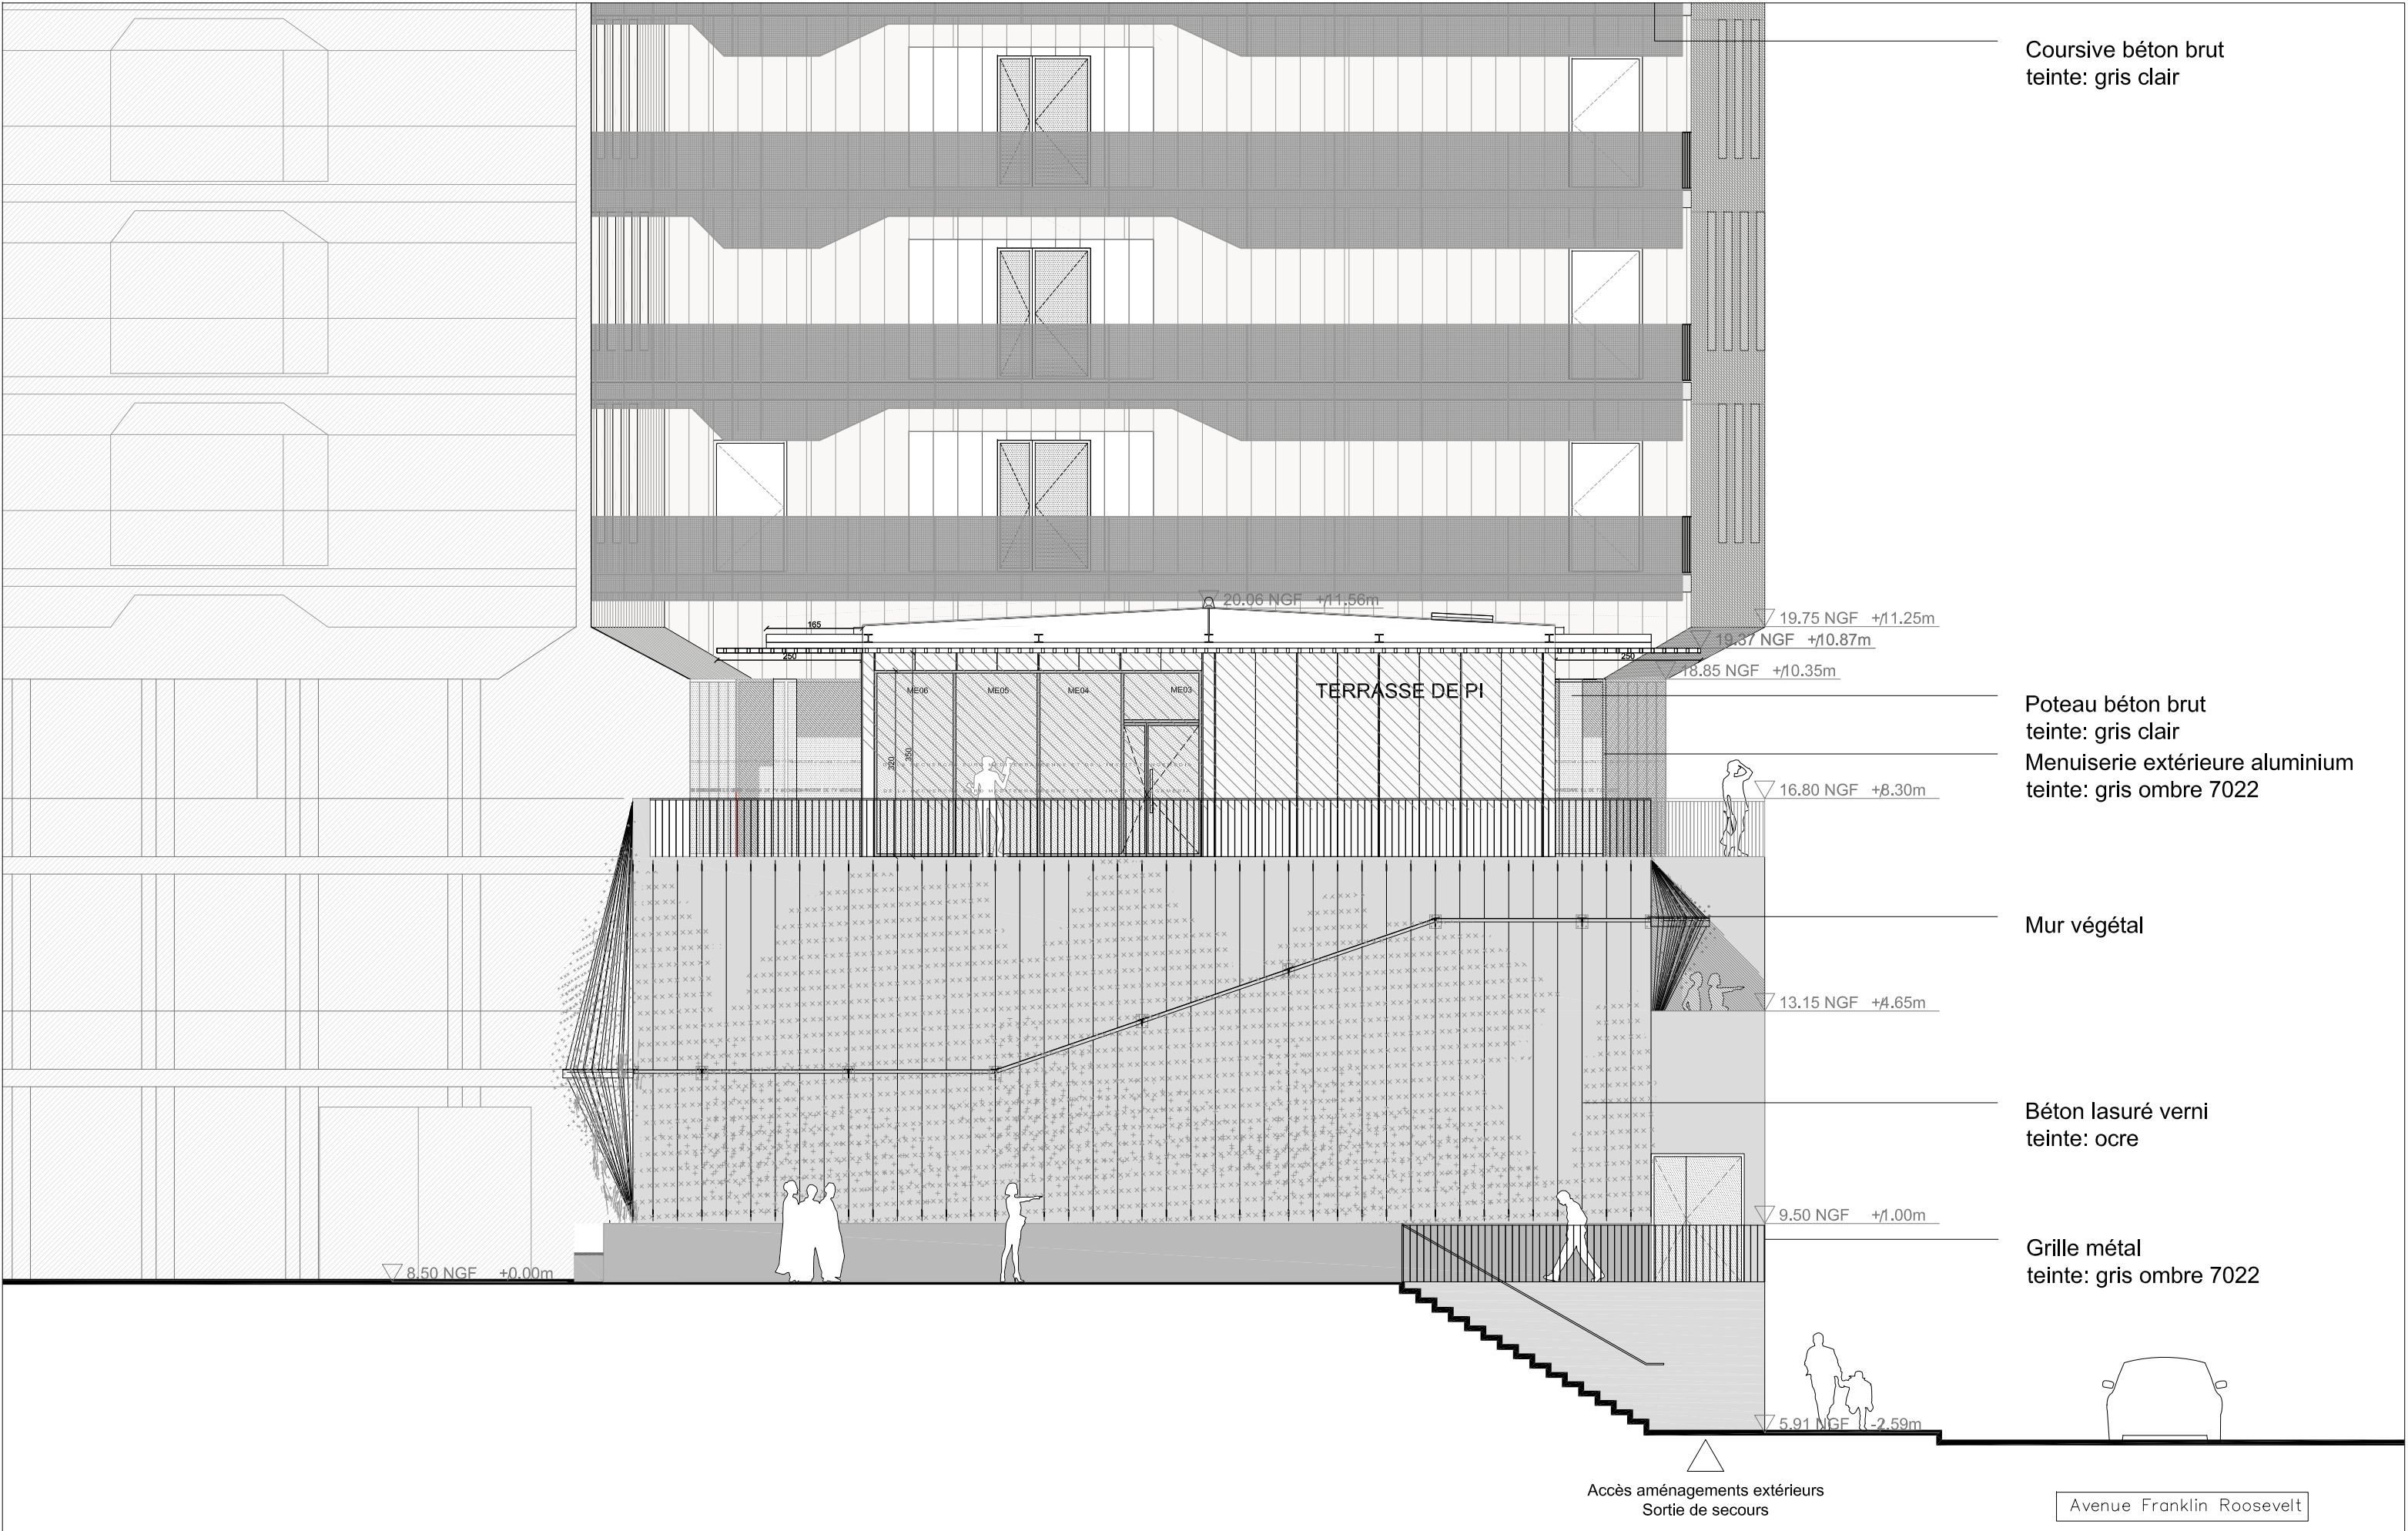 Coursive béton brut
teinte: gris clair
20.06 NGF +/11.56m
19.75 NGF +/11.25m
165
19.37 NGF +/10.87m
250
250
18.85 NGF +/10.35m
ME06
ME05
ME04
ME03
TERRASSE DE PI
Poteau béton brut
teinte: gris clair
320
350
Menuiserie extérieure aluminium
teinte: gris ombre 7022
16.80 NGF +/8.30m
Mur végétal
13.15 NGF +/4.65m
Béton lasuré verni
teinte: ocre
9.50 NGF +/1.00m
Grille métal
teinte: gris ombre 7022
8.50 NGF +0.00m
5.91 NGF -2.59m
Accès aménagements extérieurs
Sortie de secours
Avenue Franklin Roosevelt